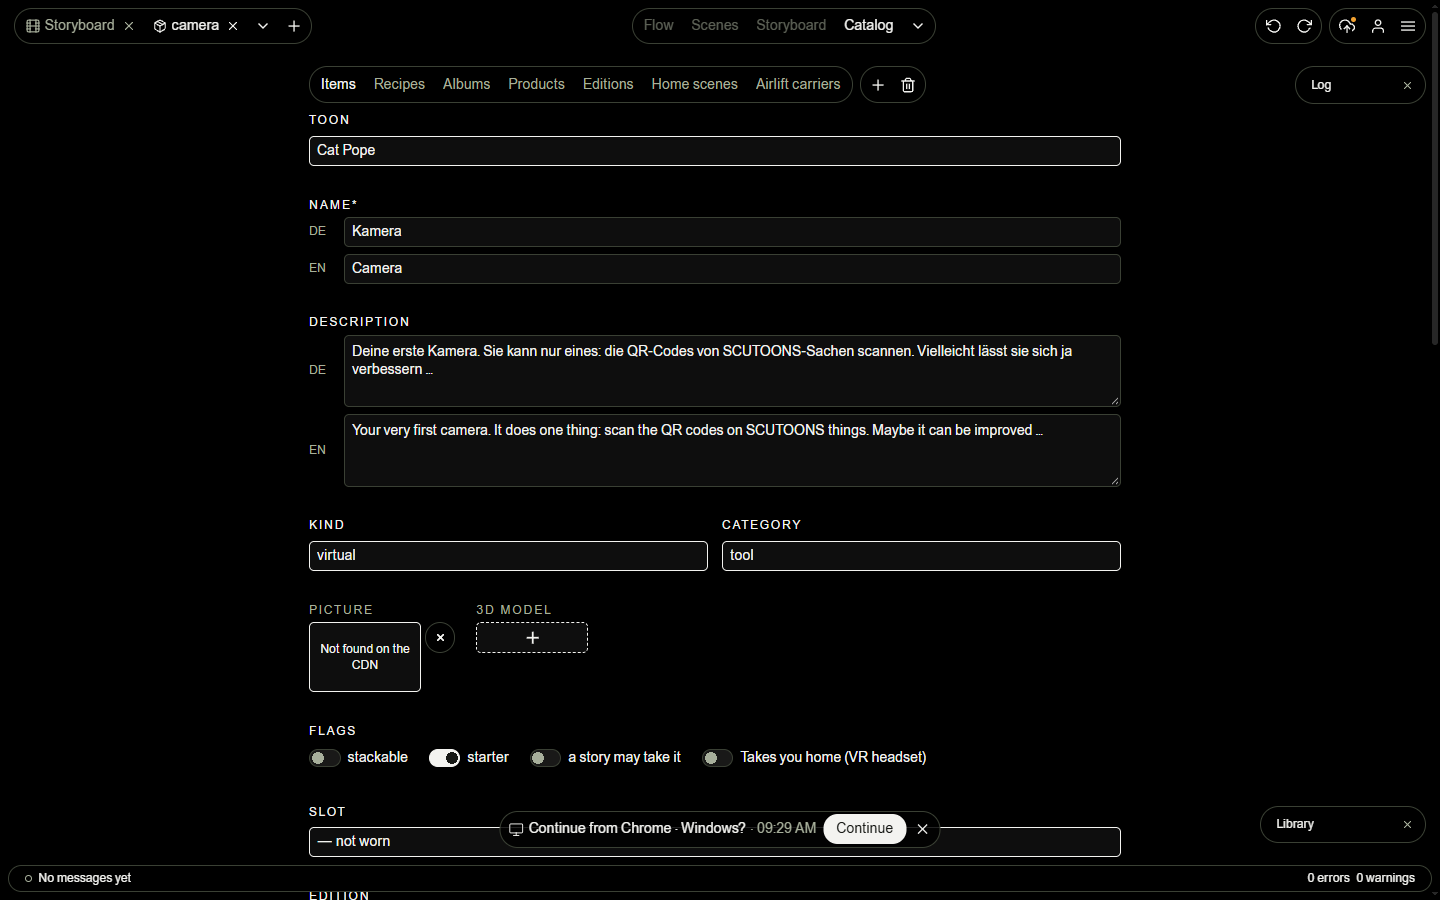 Storyboard
camera
Flow Scenes Storyboard Catalog
Items Recipes Albums Products Editions Home scenes Airlift carriers
Log
TOON
Cat Pope
NAME*
DE Kamera
EN Camera
DESCRIPTION
DE
Deine erste Kamera. Sie kann nur eines: die QR-Codes von SCUTOONS-Sachen scannen. Vielleicht lässt sie sich ja
verbessern ...
EN
Your very first camera. It does one thing: scan the QR codes on SCUTOONS things. Maybe it can be improved ...
KIND CATEGORY
virtual tool
PICTURE 3D MODEL
Not found on the
CDN
FLAGS
stackable starter a story may take it Takes you home (VR headset)
SLOT
— not worn
Continue from Chrome · Windows? · 09:29 AM Continue
Library
EDITION
No messages yet
0 errors 0 warnings